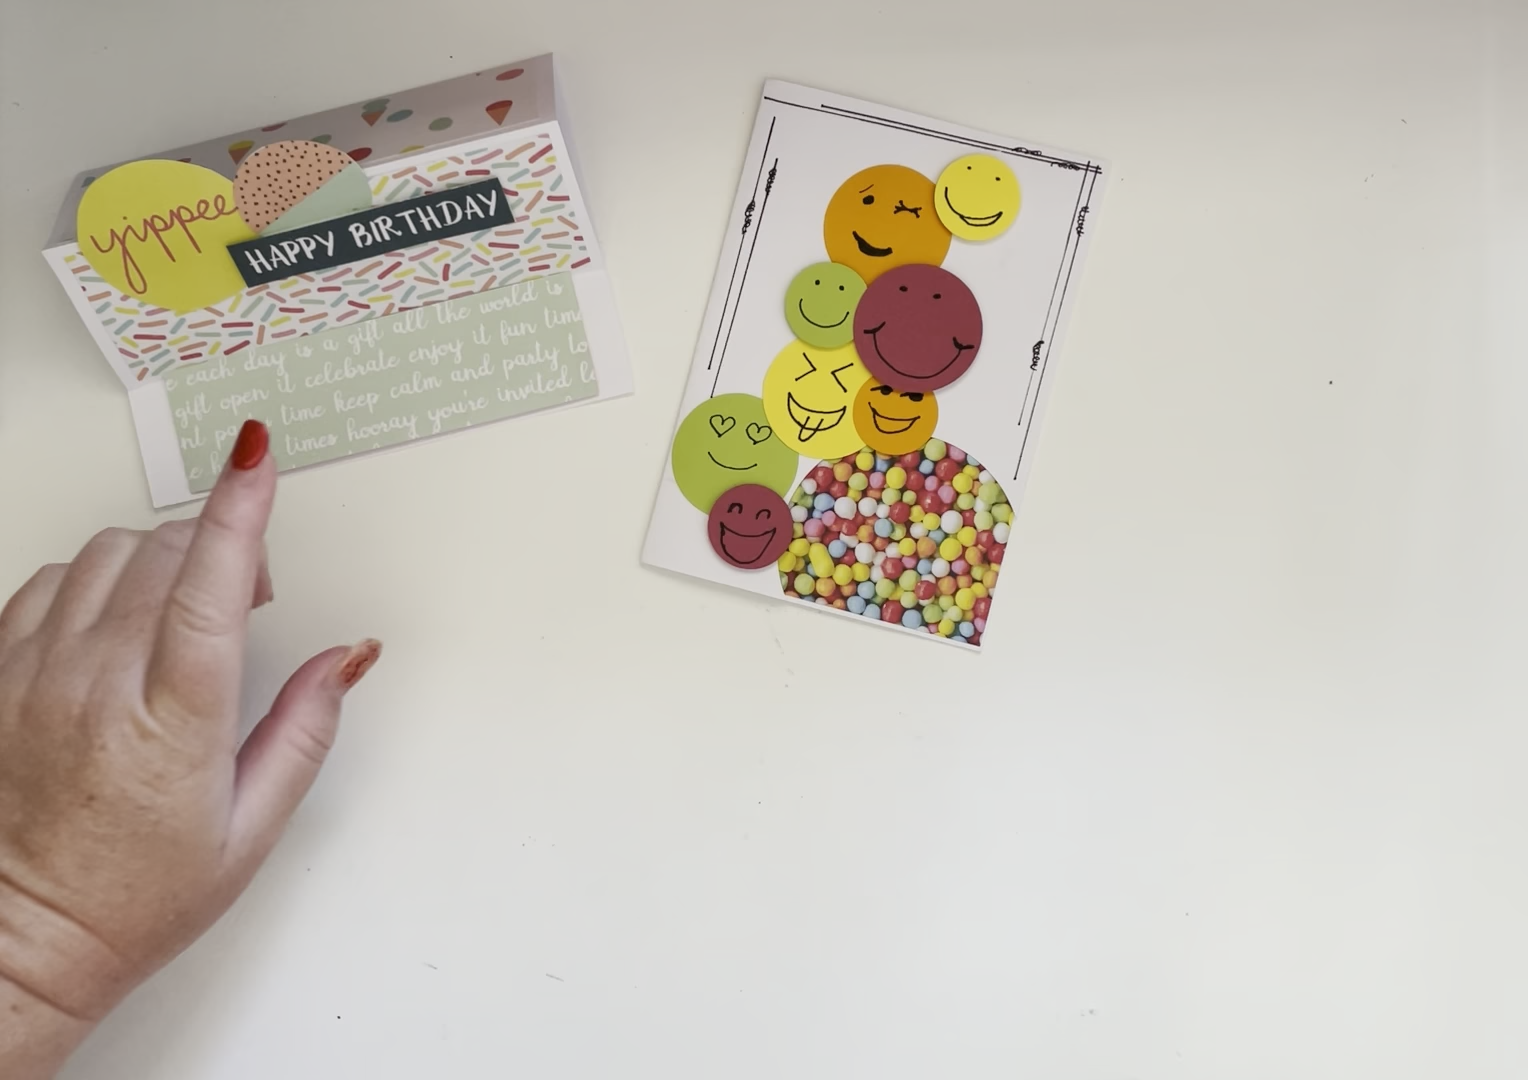 yippee
HAPPY BIRTHDAY
e each day is a gift all the world is
gift open it celebrate enjoy it fun
time keep calm and party
times hooray you're invited